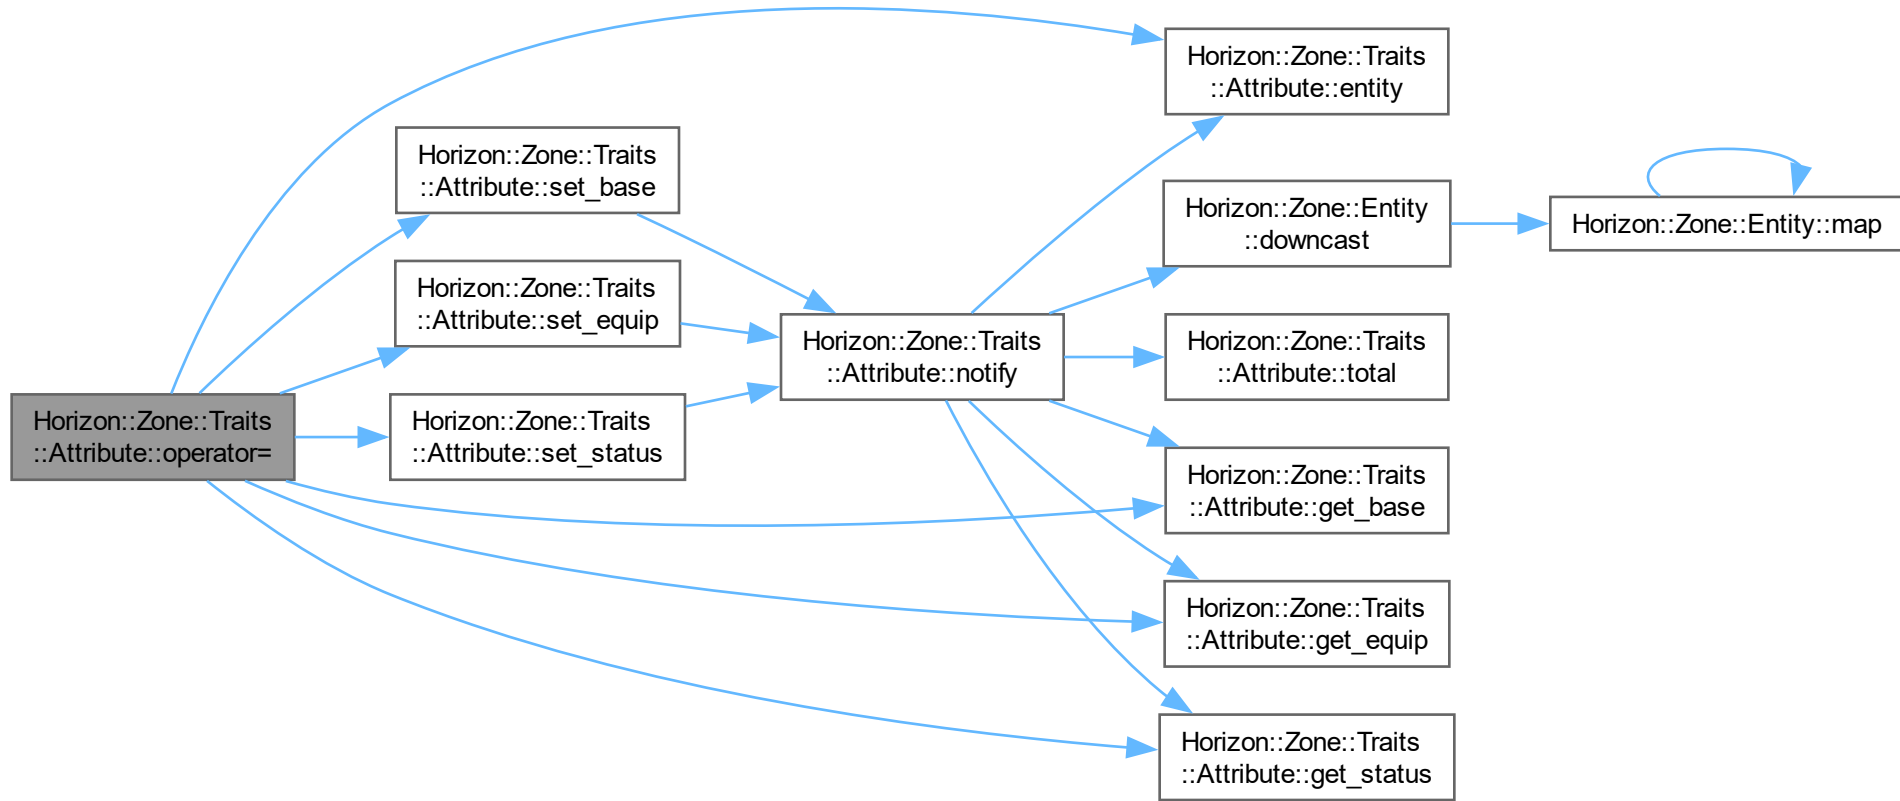 Horizon::Zone::Traits
::Attribute::operator=
Horizon::Zone::Traits
::Attribute::set_base
Horizon::Zone::Traits
::Attribute::set_equip
Horizon::Zone::Traits
::Attribute::set_status
Horizon::Zone::Traits
::Attribute::notify
Horizon::Zone::Traits
::Attribute::entity
Horizon::Zone::Entity
::downcast
Horizon::Zone::Traits
::Attribute::total
Horizon::Zone::Traits
::Attribute::get_base
Horizon::Zone::Traits
::Attribute::get_equip
Horizon::Zone::Traits
::Attribute::get_status
Horizon::Zone::Entity::map